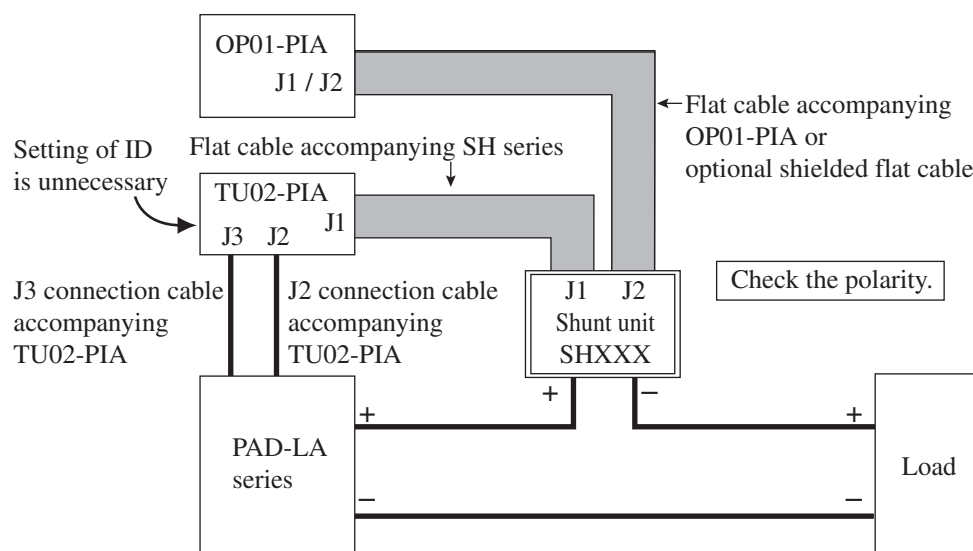 OP01-PIA
J1 / J2
Flat cable accompanying
OP01-PIA or
optional shielded flat cable
Setting of ID
is unnecessary
Flat cable accompanying SH series
TU02-PIA
J1
J3 J2
J3 connection cable
accompanying
TU02-PIA
J2 connection cable
accompanying
TU02-PIA
J1 J2
Shunt unit
SHXXX
Check the polarity.
+ −
+ +
PAD-LA
series
Load
− −